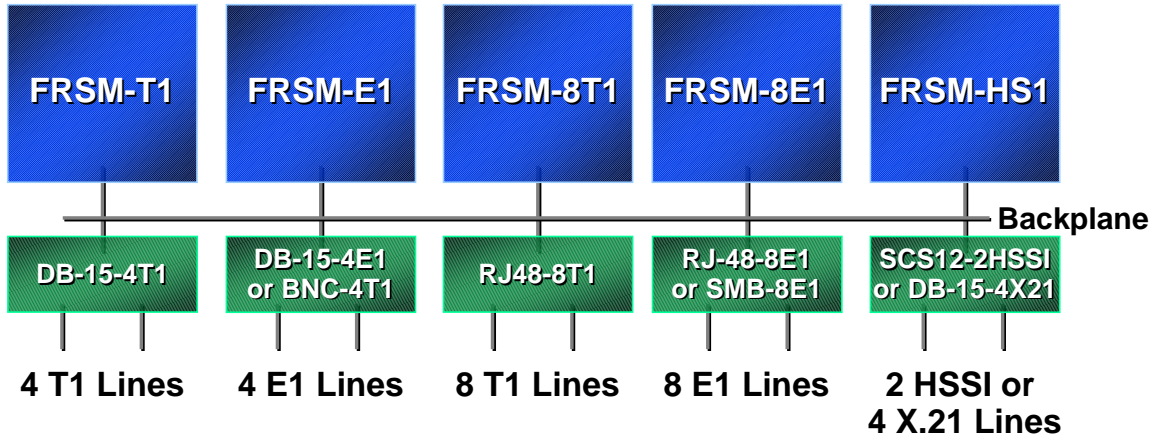 FRSM-T1
FRSM-E1
FRSM-8T1
FRSM-8E1
FRSM-HS1
Backplane
DB-15-4T1
DB-15-4E1
or BNC-4T1
RJ48-8T1
RJ-48-8E1
or SMB-8E1
SCS12-2HSSI
or DB-15-4X21
4 T1 Lines
4 E1 Lines
8 T1 Lines
8 E1 Lines
2 HSSI or
4 X.21 Lines